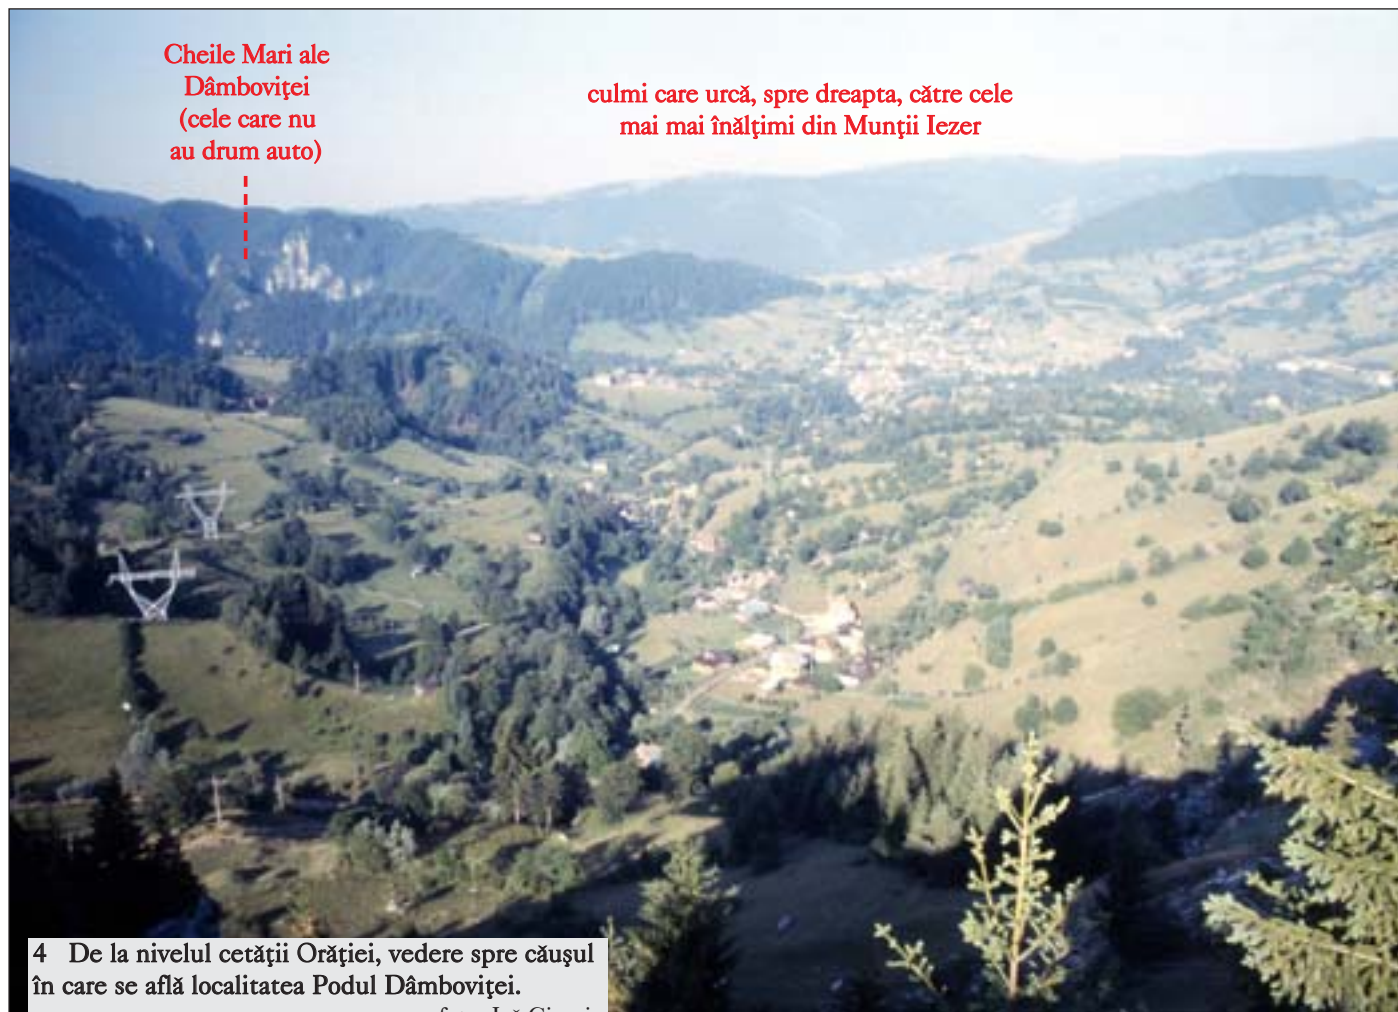 Cheile Mari ale
Dâmboviţei
(cele care nu
au drum auto)
culmi care urcă, spre dreapta, către cele
mai mai înălţimi din Munţii Iezer
4 De la nivelul cetăţii Orăţiei, vedere spre căuşul
în care se află localitatea Podul Dâmboviţei.